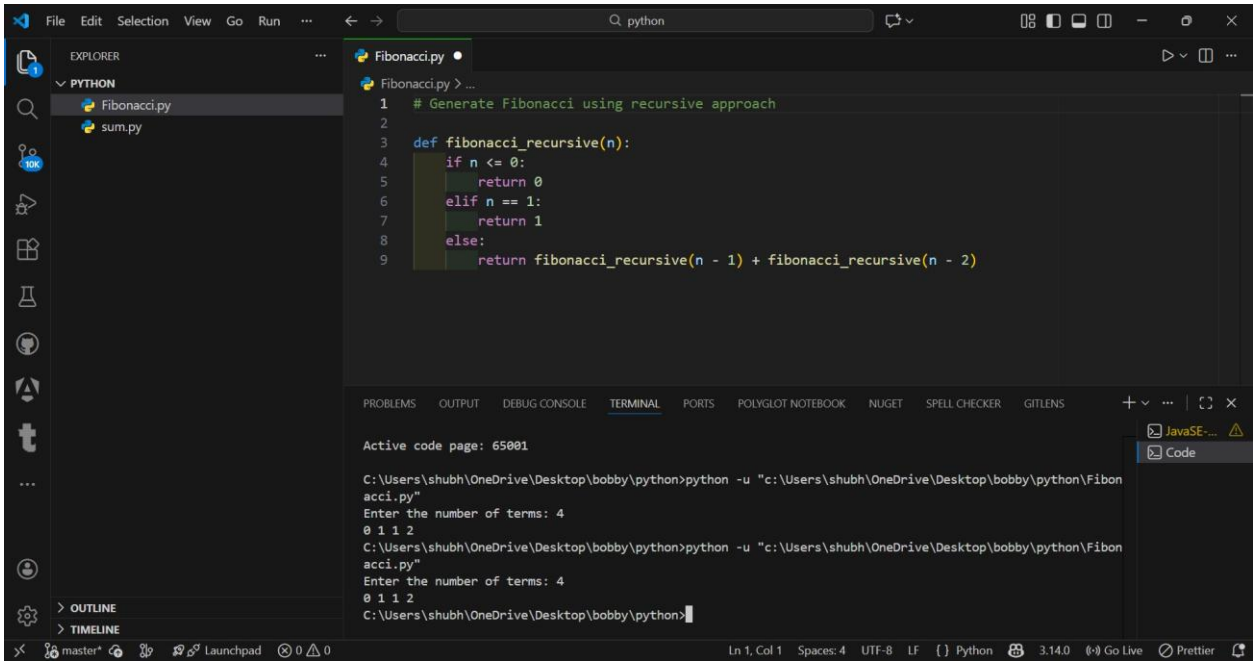 File Edit Selection View Go Run ... python
EXPLORER ...
PYTHON
Fibonacci.py
sum.py
1
10K
Fibonacci.py
Fibonacci.py > ...
1 # Generate Fibonacci using recursive approach
2
3 def fibonacci_recursive(n):
4 if n <= 0:
5 return 0
6 elif n == 1:
7 return 1
8 else:
9 return fibonacci_recursive(n - 1) + fibonacci_recursive(n - 2)
PROBLEMS OUTPUT DEBUG CONSOLE TERMINAL PORTS POLYGLOT NOTEBOOK NUGET SPELL CHECKER GITLENS
JavaSE-...
Code
Active code page: 65001
C:\Users\shubh\OneDrive\Desktop\bobby\python>python -u "c:\Users\shubh\OneDrive\Desktop\bobby\python\Fibon
acci.py"
Enter the number of terms: 4
0 1 1 2
C:\Users\shubh\OneDrive\Desktop\bobby\python>python -u "c:\Users\shubh\OneDrive\Desktop\bobby\python\Fibon
acci.py"
Enter the number of terms: 4
0 1 1 2
C:\Users\shubh\OneDrive\Desktop\bobby\python>
OUTLINE
TIMELINE
master* Launchpad 0 0 Ln 1, Col 1 Spaces: 4 UTF-8 LF { } Python 3.14.0 Go Live Prettier